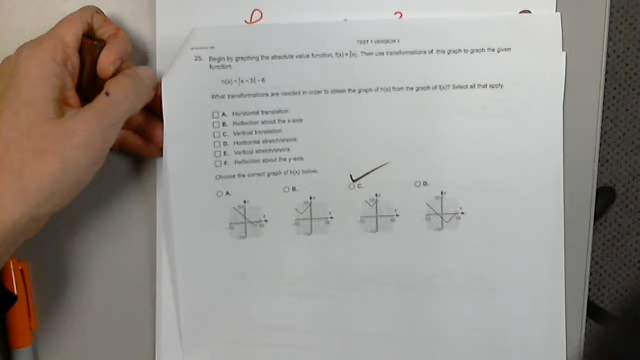 TEST 1 VERSION 1
25. Begin by graphing the absolute value function, f(x) = |x|. Then use transformations of this graph to graph the given
function.
What transformations are needed in order to obtain the graph of h(x) from the graph of f(x)? Select all that apply.
A. Horizontal translation
B. Reflection about the x-axis
C. Vertical translation
D. Horizontal stretch/shrink
E. Vertical stretch/shrink
F. Reflection about the y-axis
Choose the correct graph of h(x) below.
A. B. C. D.